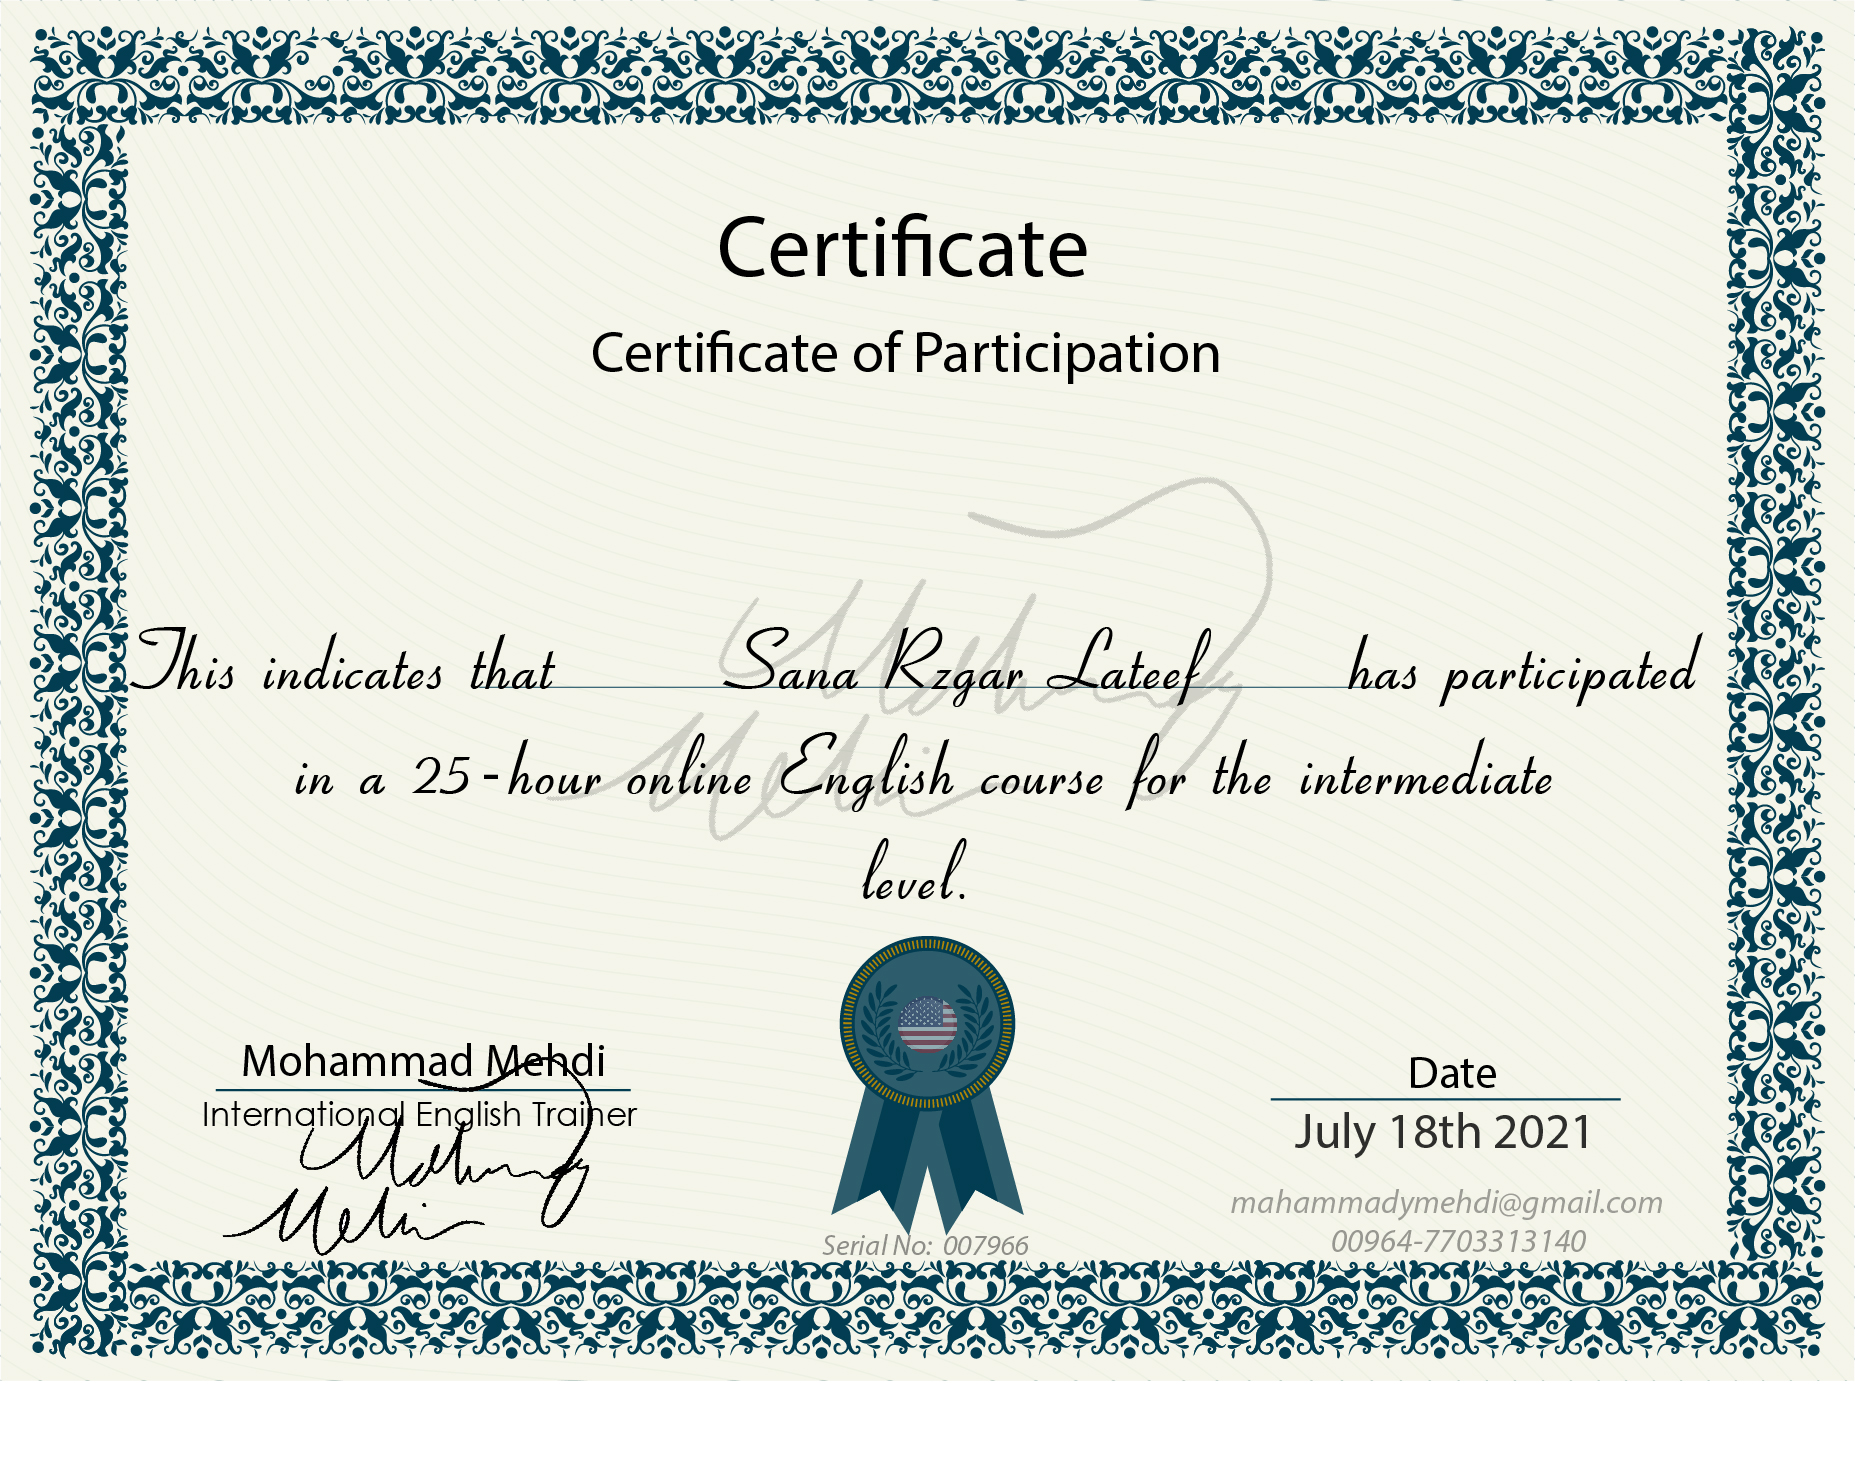 Certificate
Certificate of Participation
This indicates that Sana Rzgar Lateef has participated
in a 25-hour online English course for the intermediate
level.
Mohammad Mehdi
International English Trainer
Mehdi
Date
July 18th 2021
mahammadymehdi@gmail.com
00964-7703313140
Serial No: 007966